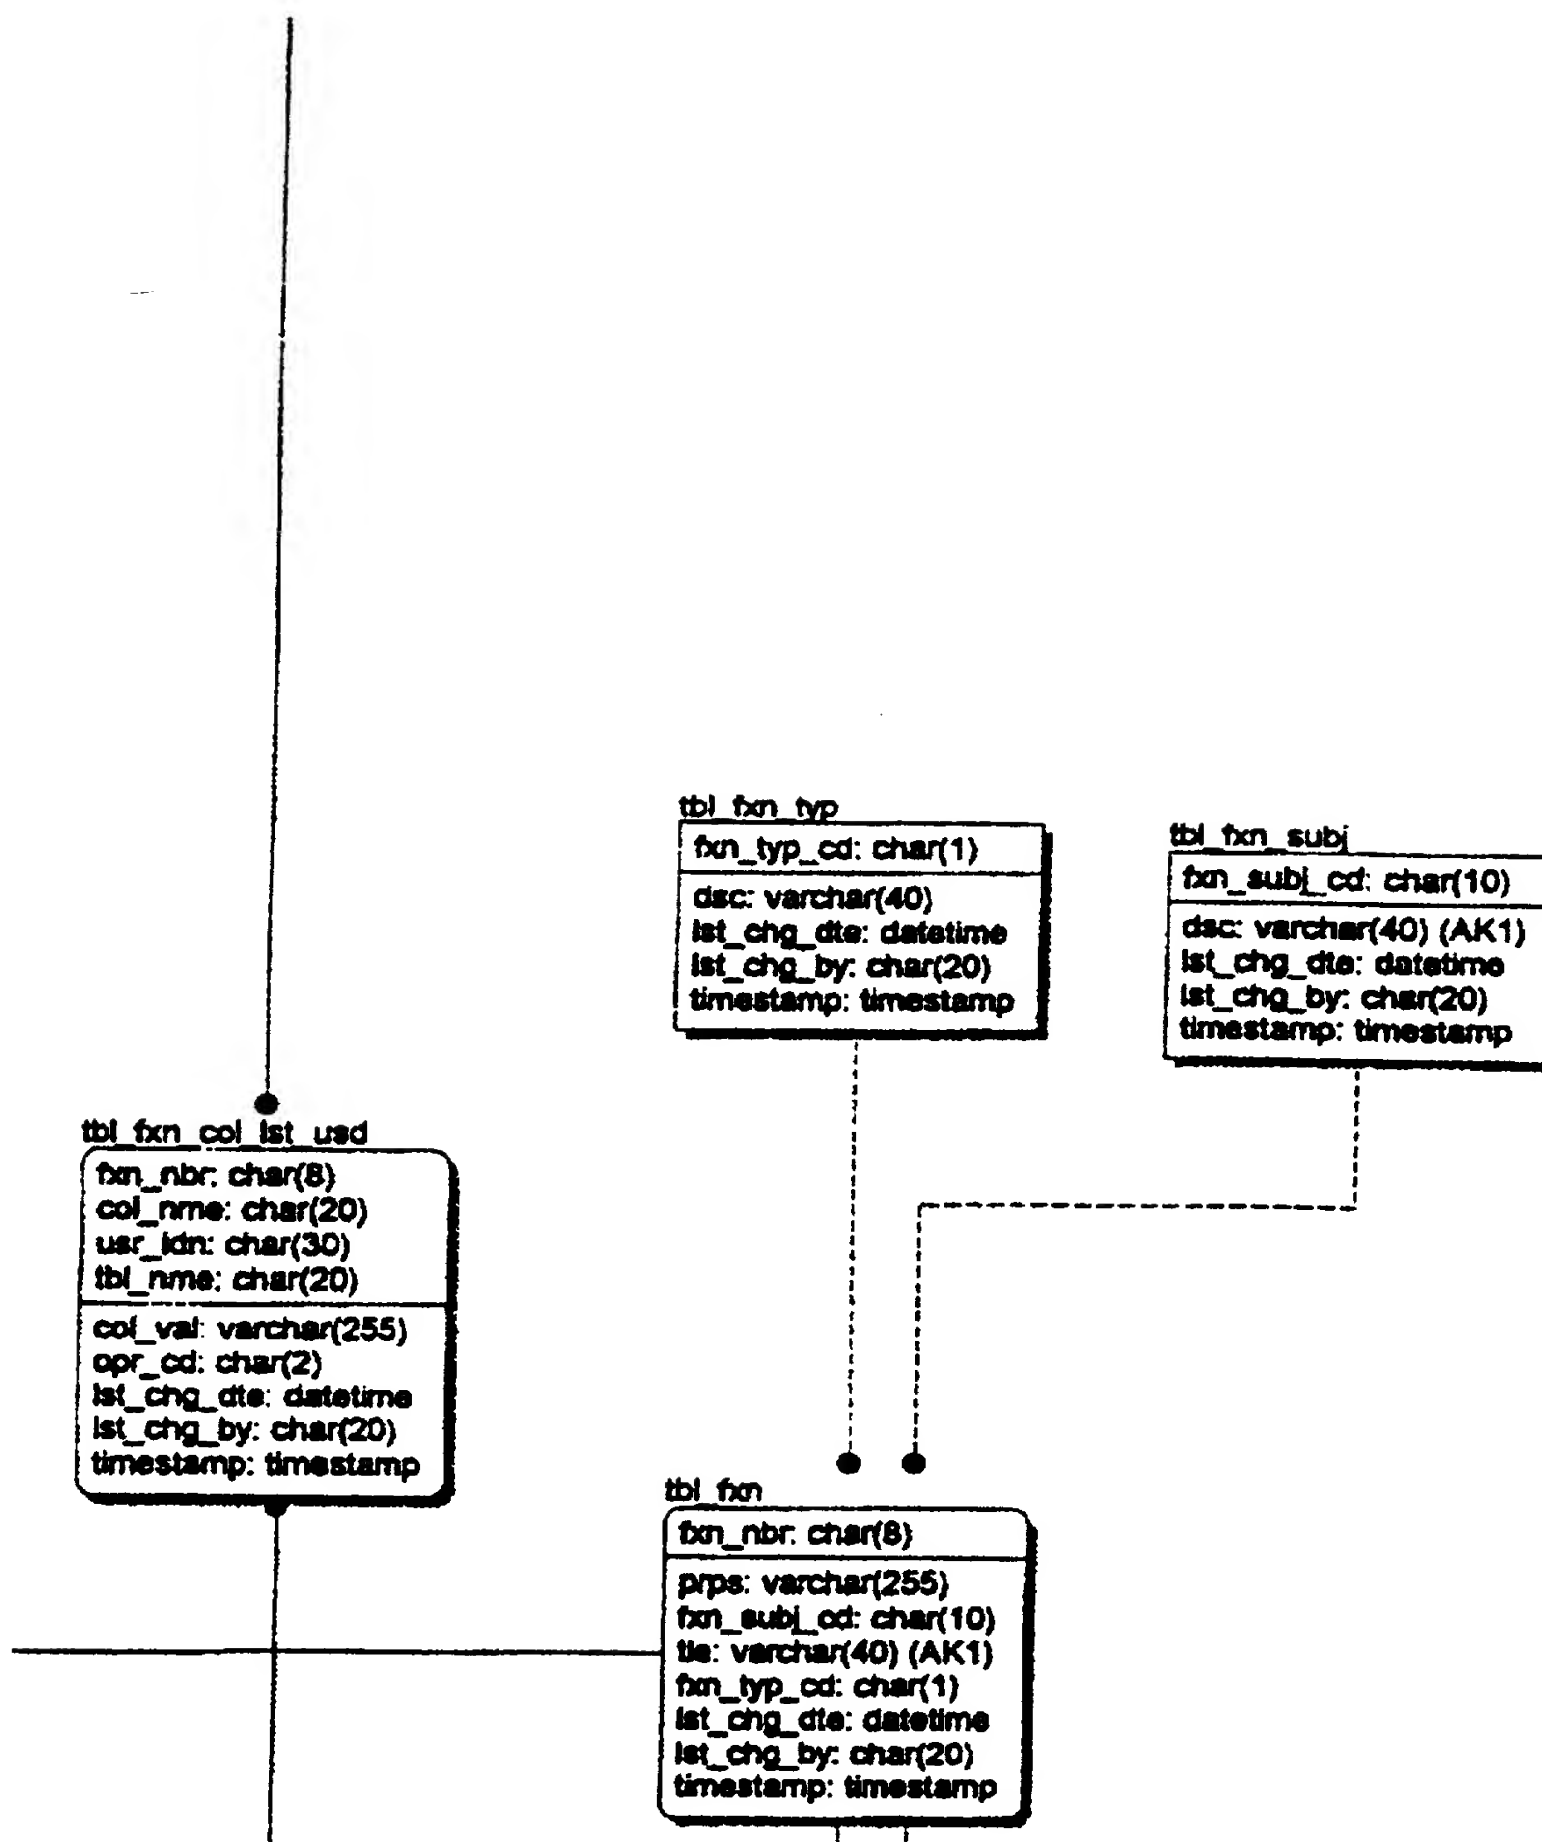 tbl_fxn_typ
fxn_typ_cd: char(1)
dsc: varchar(40)
lst_chg_dte: datetime
lst_chg_by: char(20)
timestamp: timestamp
tbl_fxn_subj
fxn_subj_cd: char(10)
dsc: varchar(40) (AK1)
lst_chg_dte: datetime
lst_chg_by: char(20)
timestamp: timestamp
tbl_fxn_col_lst_usd
fxn_nbr: char(8)
col_nme: char(20)
usr_idn: char(30)
tbl_nme: char(20)
col_val: varchar(255)
opr_cd: char(2)
lst_chg_dte: datetime
lst_chg_by: char(20)
timestamp: timestamp
tbl_fxn
fxn_nbr: char(8)
prps: varchar(255)
fxn_subj_cd: char(10)
tle: varchar(40) (AK1)
fxn_typ_cd: char(1)
lst_chg_dte: datetime
lst_chg_by: char(20)
timestamp: timestamp